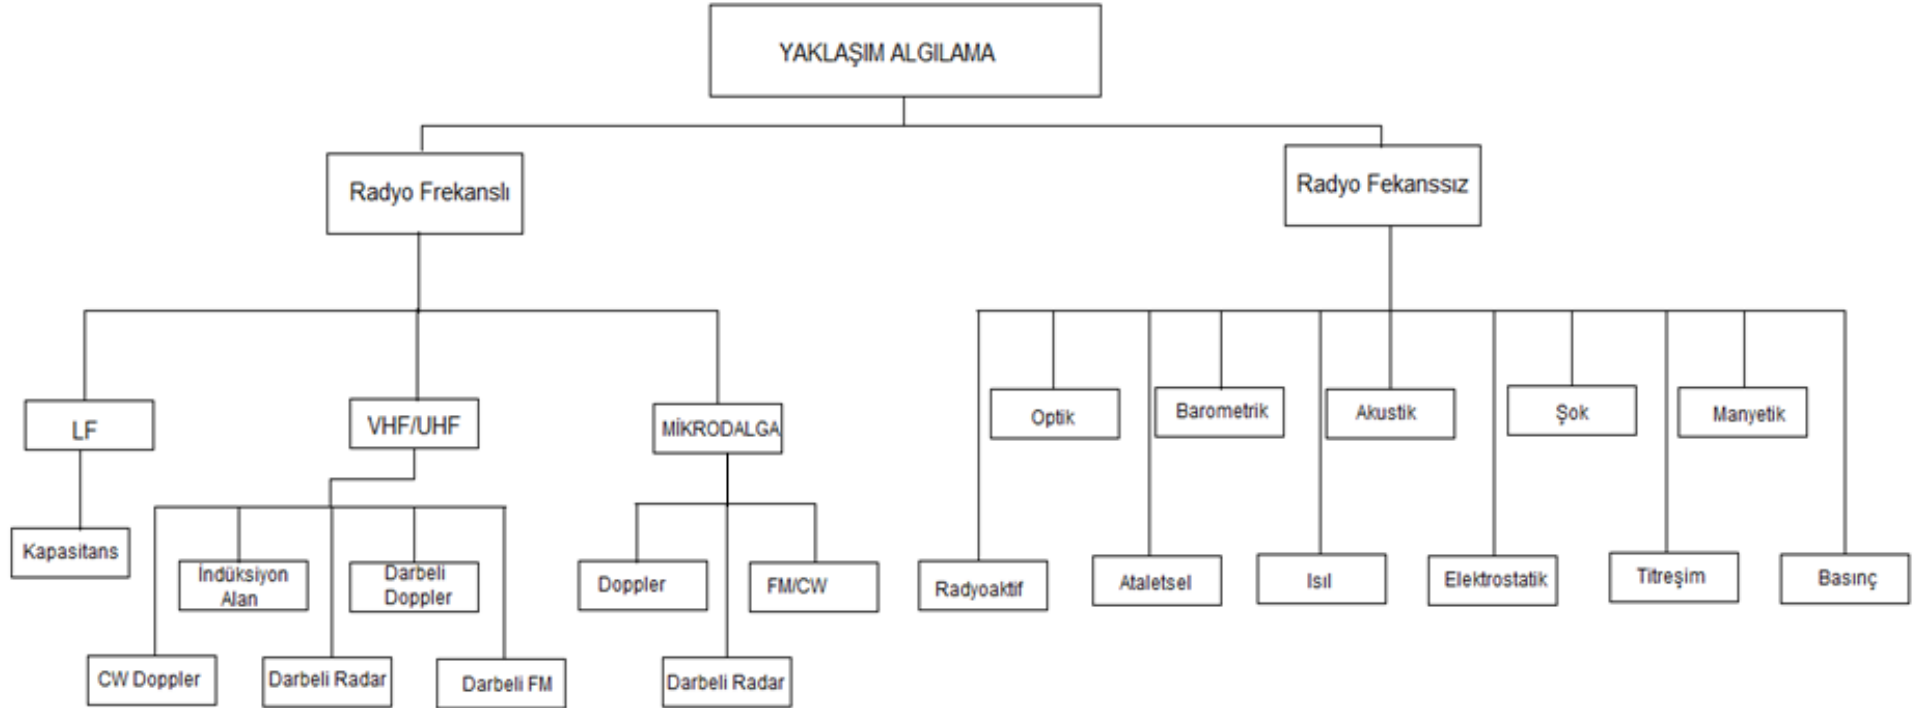 YAKLAŞIM ALGILAMA
Radyo Frekanslı
Radyo Fekanssız
LF
VHF/UHF
MİKRODALGA
Optik
Barometrik
Akustik
Şok
Manyetik
Kapasitans
İndüksiyon
Alan
Darbeli
Doppler
Doppler
FM/CW
Radyoaktif
Ataletsel
Isıl
Elektrostatik
Titreşim
Basınç
CW Doppler
Darbeli Radar
Darbeli FM
Darbeli Radar